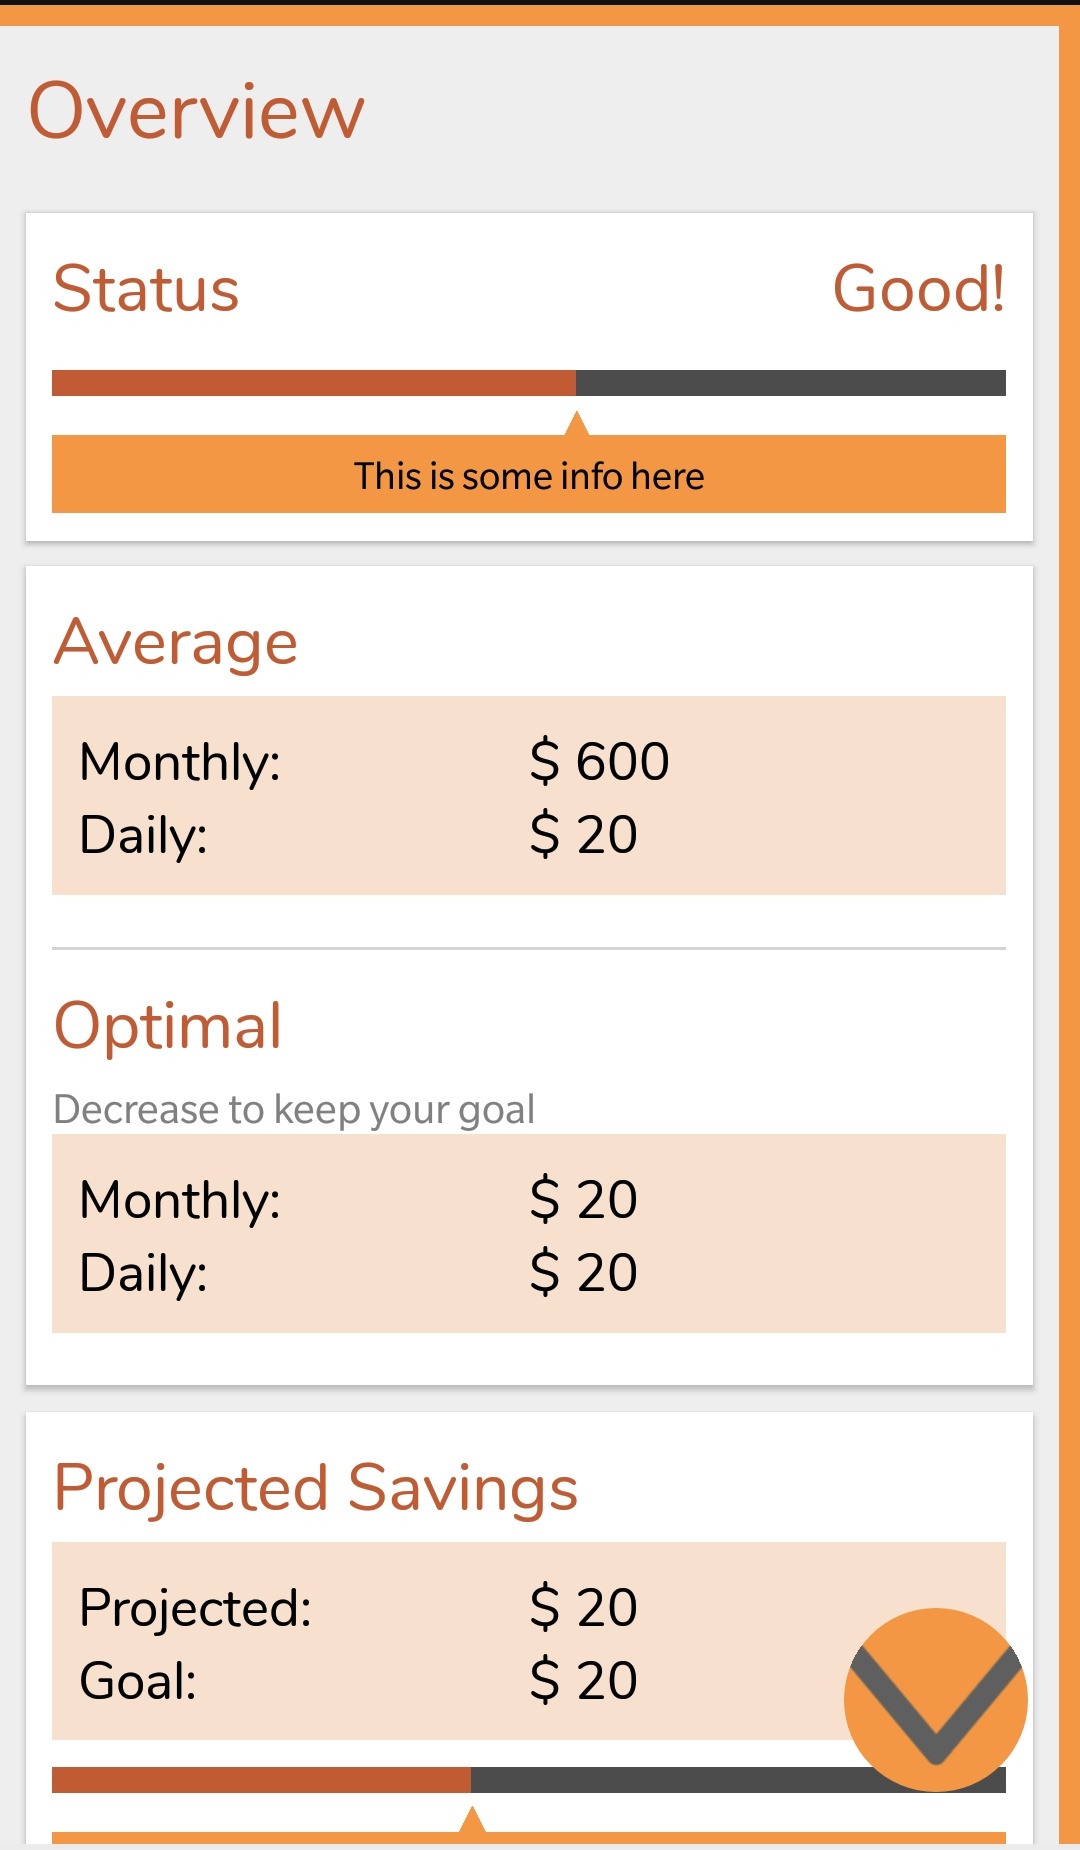 Overview
Status Good!
This is some info here
Average
Monthly: $ 600
Daily: $ 20
Optimal
Decrease to keep your goal
Monthly: $ 20
Daily: $ 20
Projected Savings
Projected: $ 20
Goal: $ 20